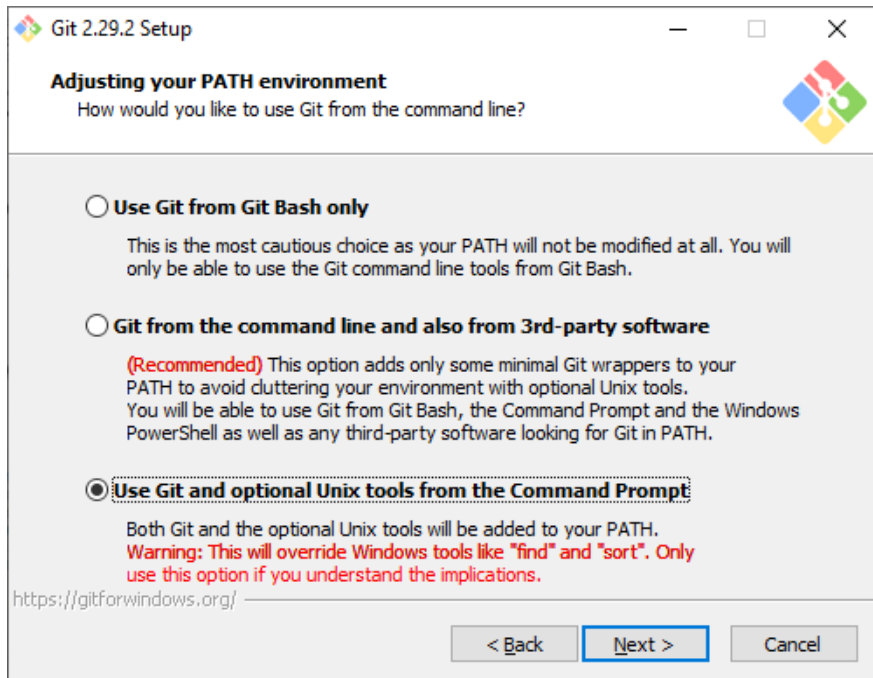 Git 2.29.2 Setup
Adjusting your PATH environment
How would you like to use Git from the command line?
Use Git from Git Bash only
This is the most cautious choice as your PATH will not be modified at all. You will
only be able to use the Git command line tools from Git Bash.
Git from the command line and also from 3rd-party software
(Recommended) This option adds only some minimal Git wrappers to your
PATH to avoid cluttering your environment with optional Unix tools.
You will be able to use Git from Git Bash, the Command Prompt and the Windows
PowerShell as well as any third-party software looking for Git in PATH.
Use Git and optional Unix tools from the Command Prompt
Both Git and the optional Unix tools will be added to your PATH.
Warning: This will override Windows tools like "find" and "sort". Only
use this option if you understand the implications.
https://gitforwindows.org/
< Back
Next >
Cancel